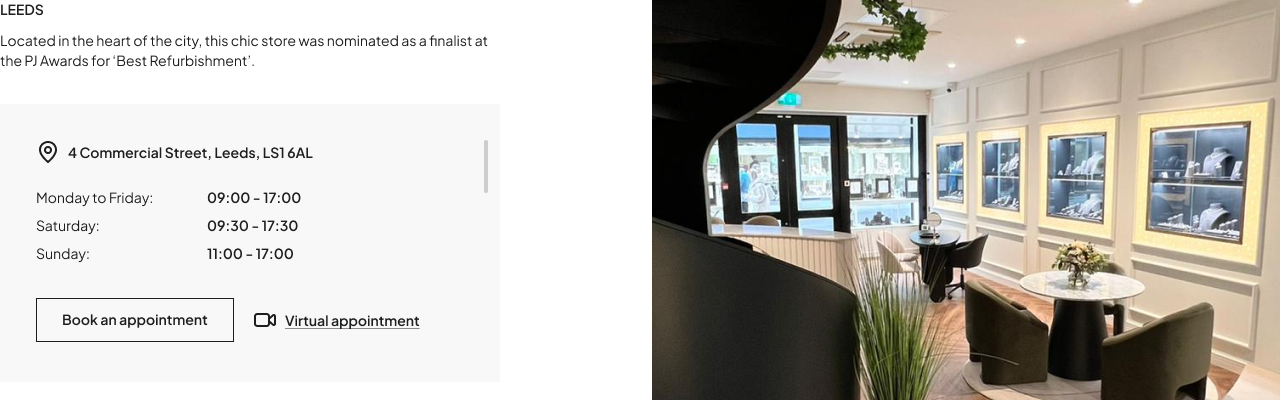 LEEDS
Located in the heart of the city, this chic store was nominated as a finalist at
the PJ Awards for ‘Best Refurbishment’.
4 Commercial Street, Leeds, LS1 6AL
Monday to Friday: 09:00 - 17:00
Saturday: 09:30 - 17:30
Sunday: 11:00 - 17:00
Book an appointment
Virtual appointment